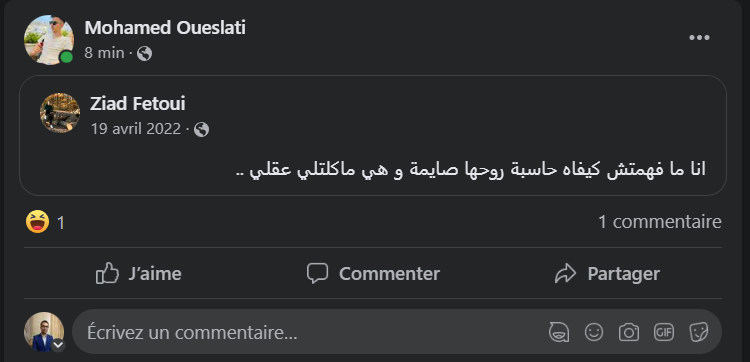 Mohamed Oueslati
8 min ·
Ziad Fetoui
19 avril 2022 ·
انا ما فهمتش كيفاه حاسبة روحها صايمة و هي ماكلتلي عقلي ..
1
1 commentaire
J'aime
Commenter
Partager
Écrivez un commentaire...
GIF